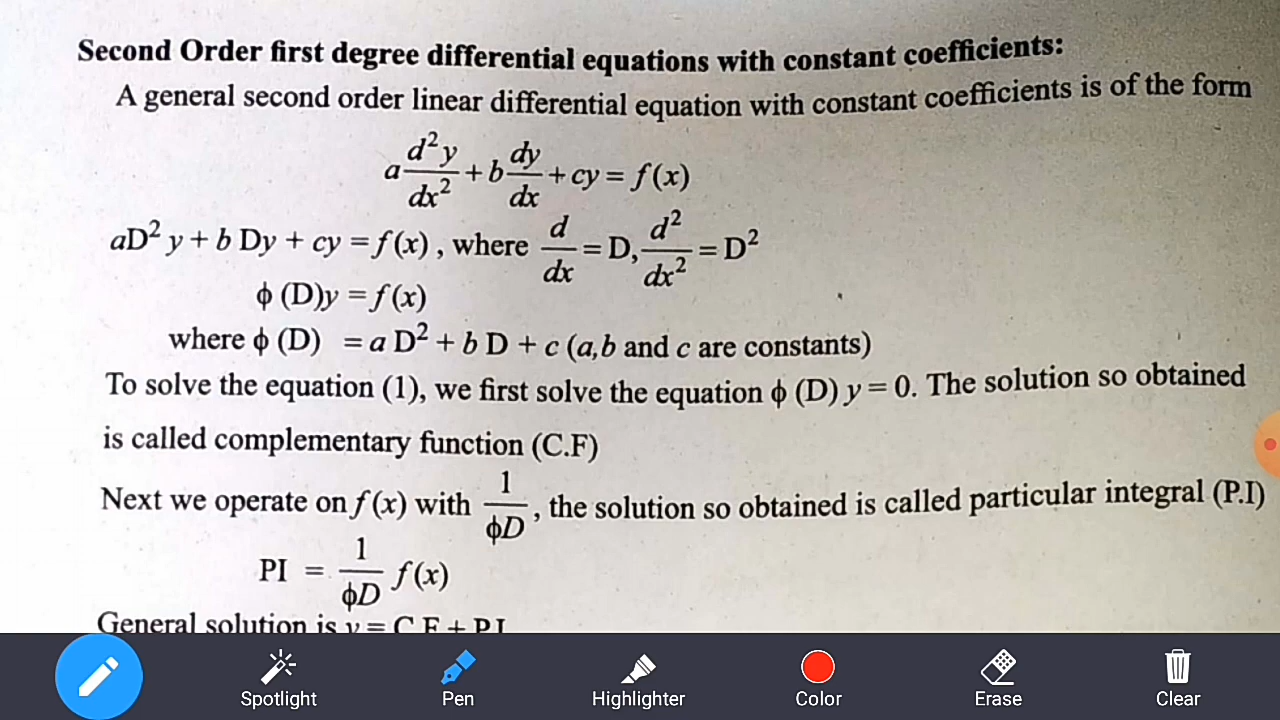 Second Order first degree differential equations with constant coefficients:
A general second order linear differential equation with constant coefficients is of the form
a d²y/dx² + b dy/dx + cy = f(x)
aD² y + b Dy + cy = f(x), where d/dx = D, d²/dx² = D²
ϕ (D)y = f(x)
where ϕ (D) = a D² + b D + c (a,b and c are constants)
To solve the equation (1), we first solve the equation ϕ (D) y = 0. The solution so obtained
is called complementary function (C.F)
Next we operate on f(x) with 1/ϕD, the solution so obtained is called particular integral (P.I)
PI = 1/ϕD f(x)
General solution is y = C.F + P.I
Spotlight Pen Highlighter Color Erase Clear